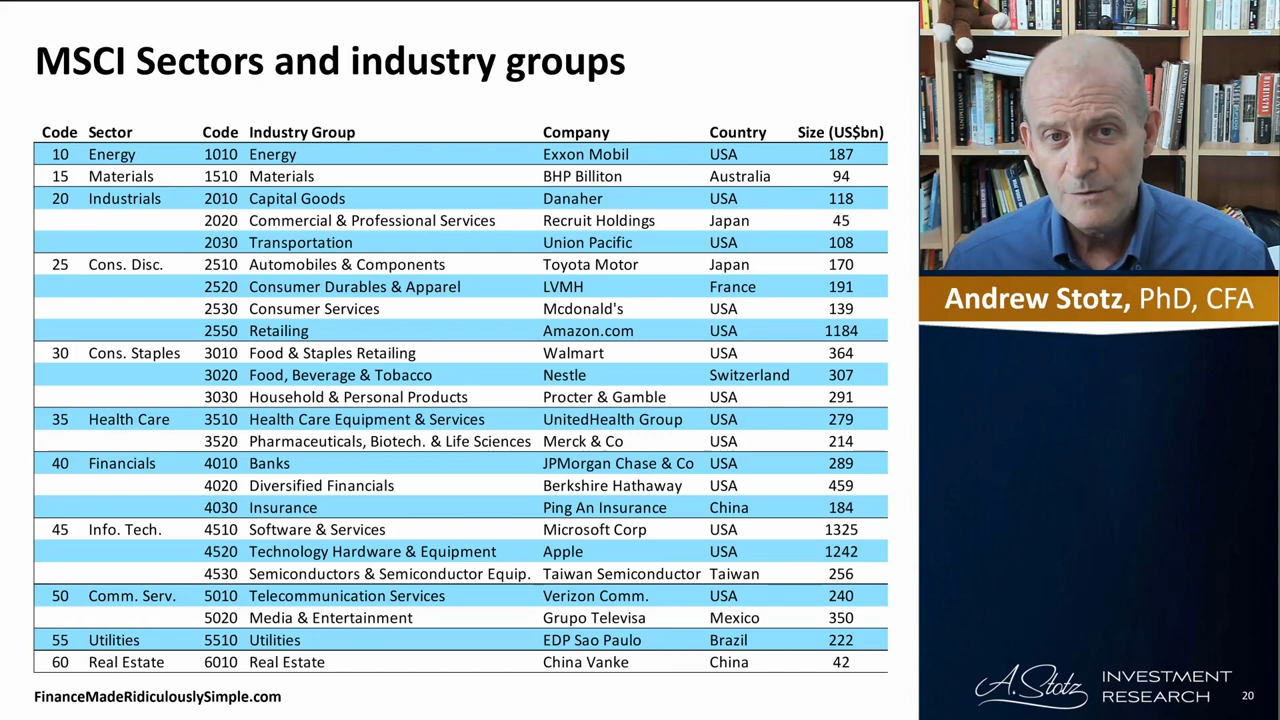 MSCI Sectors and industry groups
Code Sector Code Industry Group Company Country Size (US$bn)
10 Energy 1010 Energy Exxon Mobil USA 187
15 Materials 1510 Materials BHP Billiton Australia 94
20 Industrials 2010 Capital Goods Danaher USA 118
2020 Commercial & Professional Services Recruit Holdings Japan 45
2030 Transportation Union Pacific USA 108
25 Cons. Disc. 2510 Automobiles & Components Toyota Motor Japan 170
2520 Consumer Durables & Apparel LVMH France 191
2530 Consumer Services Mcdonald's USA 139
2550 Retailing Amazon.com USA 1184
30 Cons. Staples 3010 Food & Staples Retailing Walmart USA 364
3020 Food, Beverage & Tobacco Nestle Switzerland 307
3030 Household & Personal Products Procter & Gamble USA 291
35 Health Care 3510 Health Care Equipment & Services UnitedHealth Group USA 279
3520 Pharmaceuticals, Biotech. & Life Sciences Merck & Co USA 214
40 Financials 4010 Banks JPMorgan Chase & Co USA 289
4020 Diversified Financials Berkshire Hathaway USA 459
4030 Insurance Ping An Insurance China 184
45 Info. Tech. 4510 Software & Services Microsoft Corp USA 1325
4520 Technology Hardware & Equipment Apple USA 1242
4530 Semiconductors & Semiconductor Equip. Taiwan Semiconductor Taiwan 256
50 Comm. Serv. 5010 Telecommunication Services Verizon Comm. USA 240
5020 Media & Entertainment Grupo Televisa Mexico 350
55 Utilities 5510 Utilities EDP Sao Paulo Brazil 222
60 Real Estate 6010 Real Estate China Vanke China 42
FinanceMadeRidiculouslySimple.com
Andrew Stotz, PhD, CFA
A. Stotz INVESTMENT
RESEARCH
20